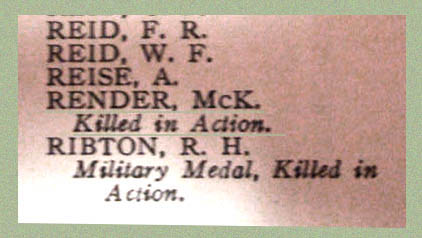 REID, F. R.
REID, W. F.
REISE, A.
RENDER, McK.
Killed in Action.
RIBTON, R. H.
Military Medal, Killed in
Action.